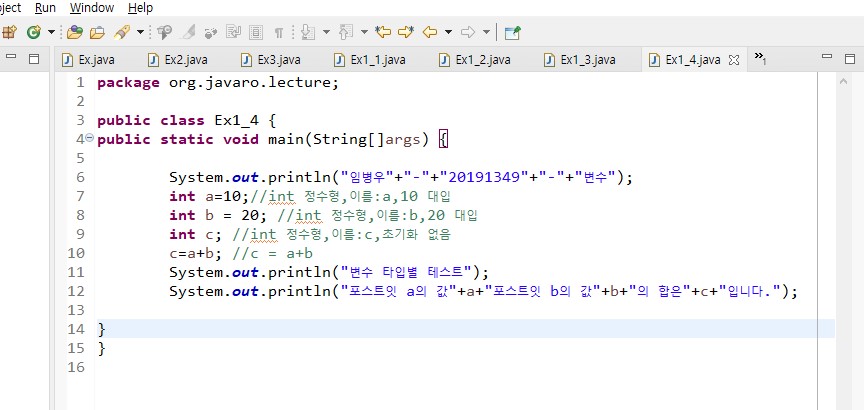 ject Run Window Help
Ex.java Ex2.java Ex3.java Ex1_1.java Ex1_2.java Ex1_3.java Ex1_4.java »1
1 package org.javaro.lecture;
2
3 public class Ex1_4 {
4 public static void main(String[]args) {
5
6 System.out.println("임병우"+"-"+"20191349"+"-"+"변수");
7 int a=10;//int 정수형,이름:a,10 대입
8 int b = 20; //int 정수형,이름:b,20 대입
9 int c; //int 정수형,이름:c,초기화 없음
10 c=a+b; //c = a+b
11 System.out.println("변수 타입별 테스트");
12 System.out.println("포스트잇 a의 값"+a+"포스트잇 b의 값"+b+"의 합은"+c+"입니다.");
13
14 }
15 }
16